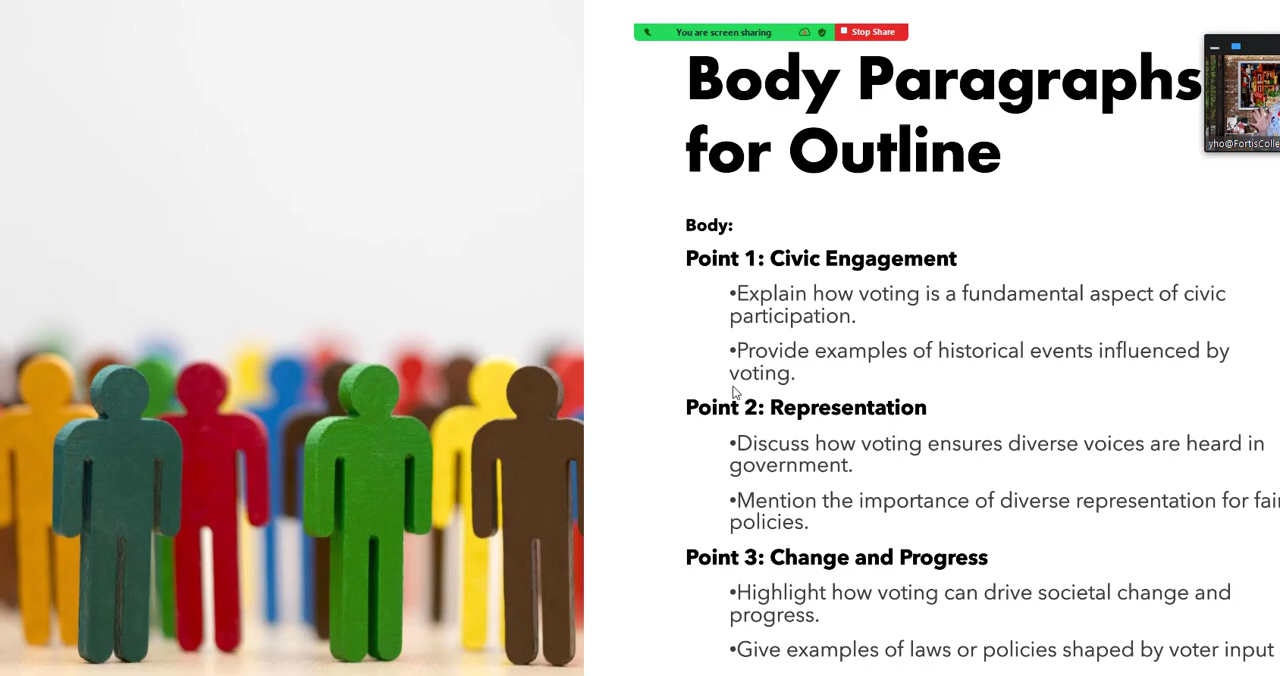 You are screen sharing
Stop Share
Body Paragraphs
for Outline
Body:
Point 1: Civic Engagement
•Explain how voting is a fundamental aspect of civic
participation.
•Provide examples of historical events influenced by
voting.
Point 2: Representation
•Discuss how voting ensures diverse voices are heard in
government.
•Mention the importance of diverse representation for fair
policies.
Point 3: Change and Progress
•Highlight how voting can drive societal change and
progress.
•Give examples of laws or policies shaped by voter input